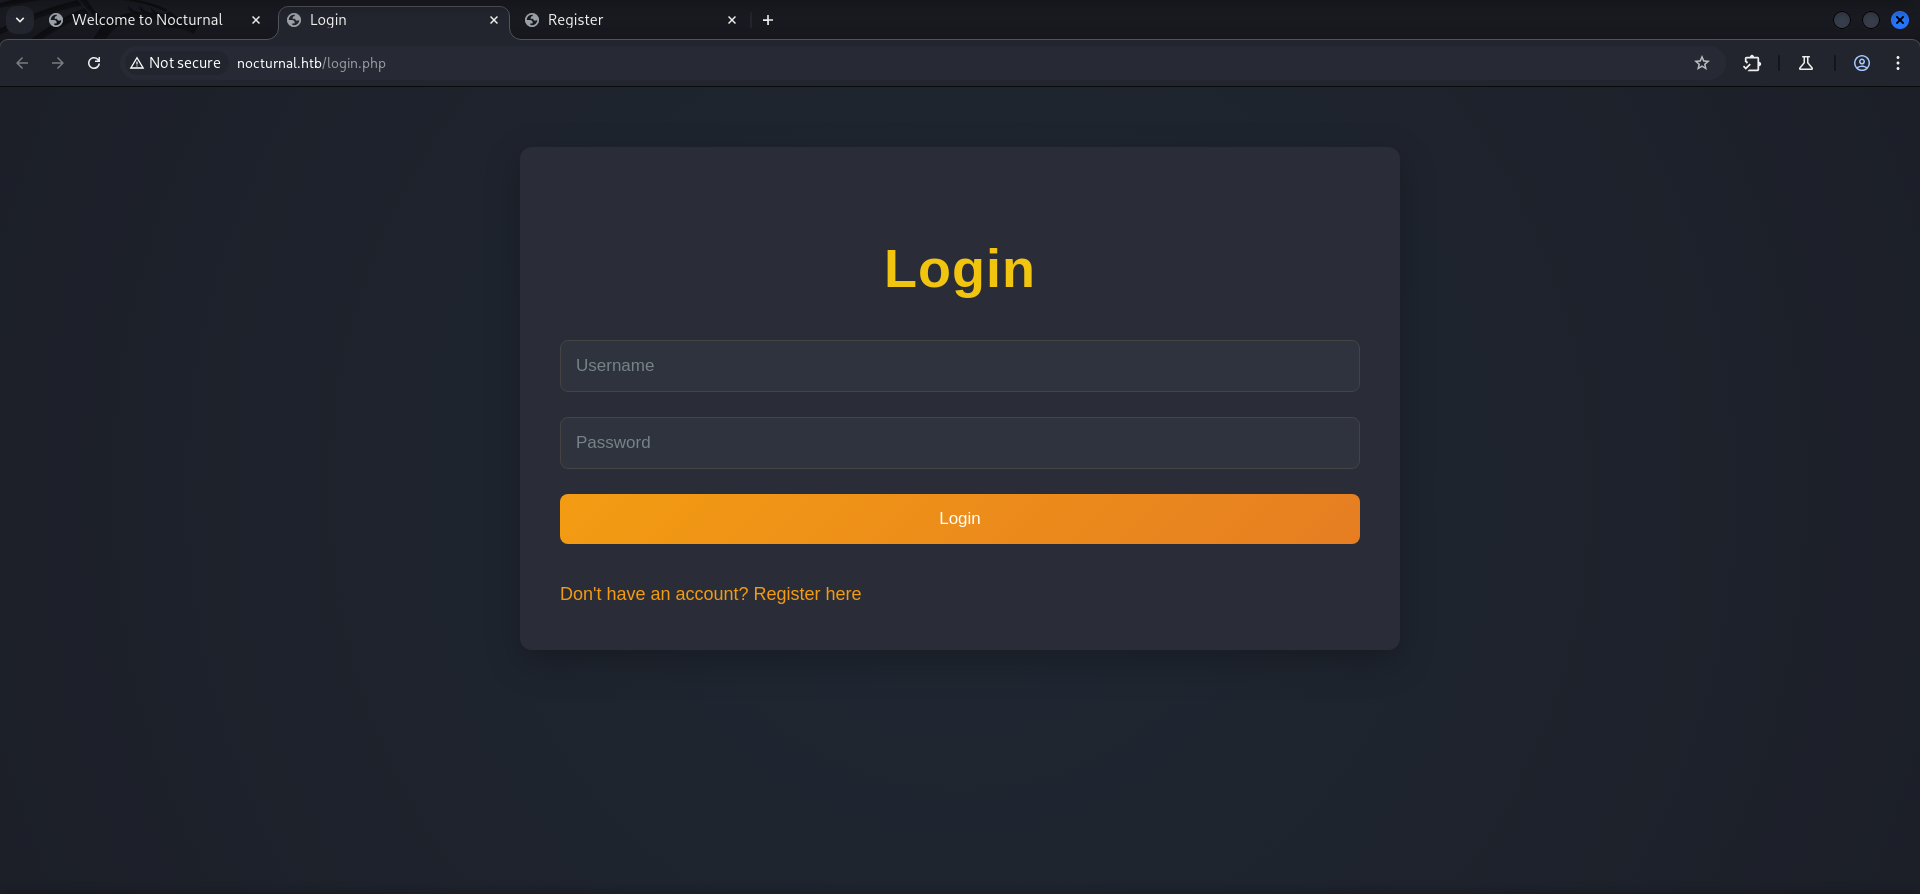 Welcome to Nocturnal
Login
Register
Not secure
nocturnal.htb/login.php
Login
Username
Password
Login
Don't have an account? Register here